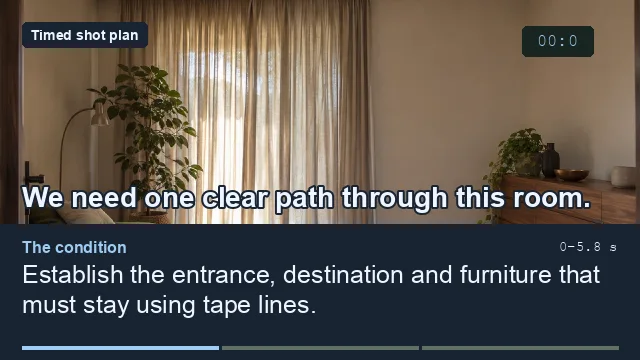 Timed shot plan
00:0
We need one clear path through this room.
The condition
0–5.8 s
Establish the entrance, destination and furniture that
must stay using tape lines.